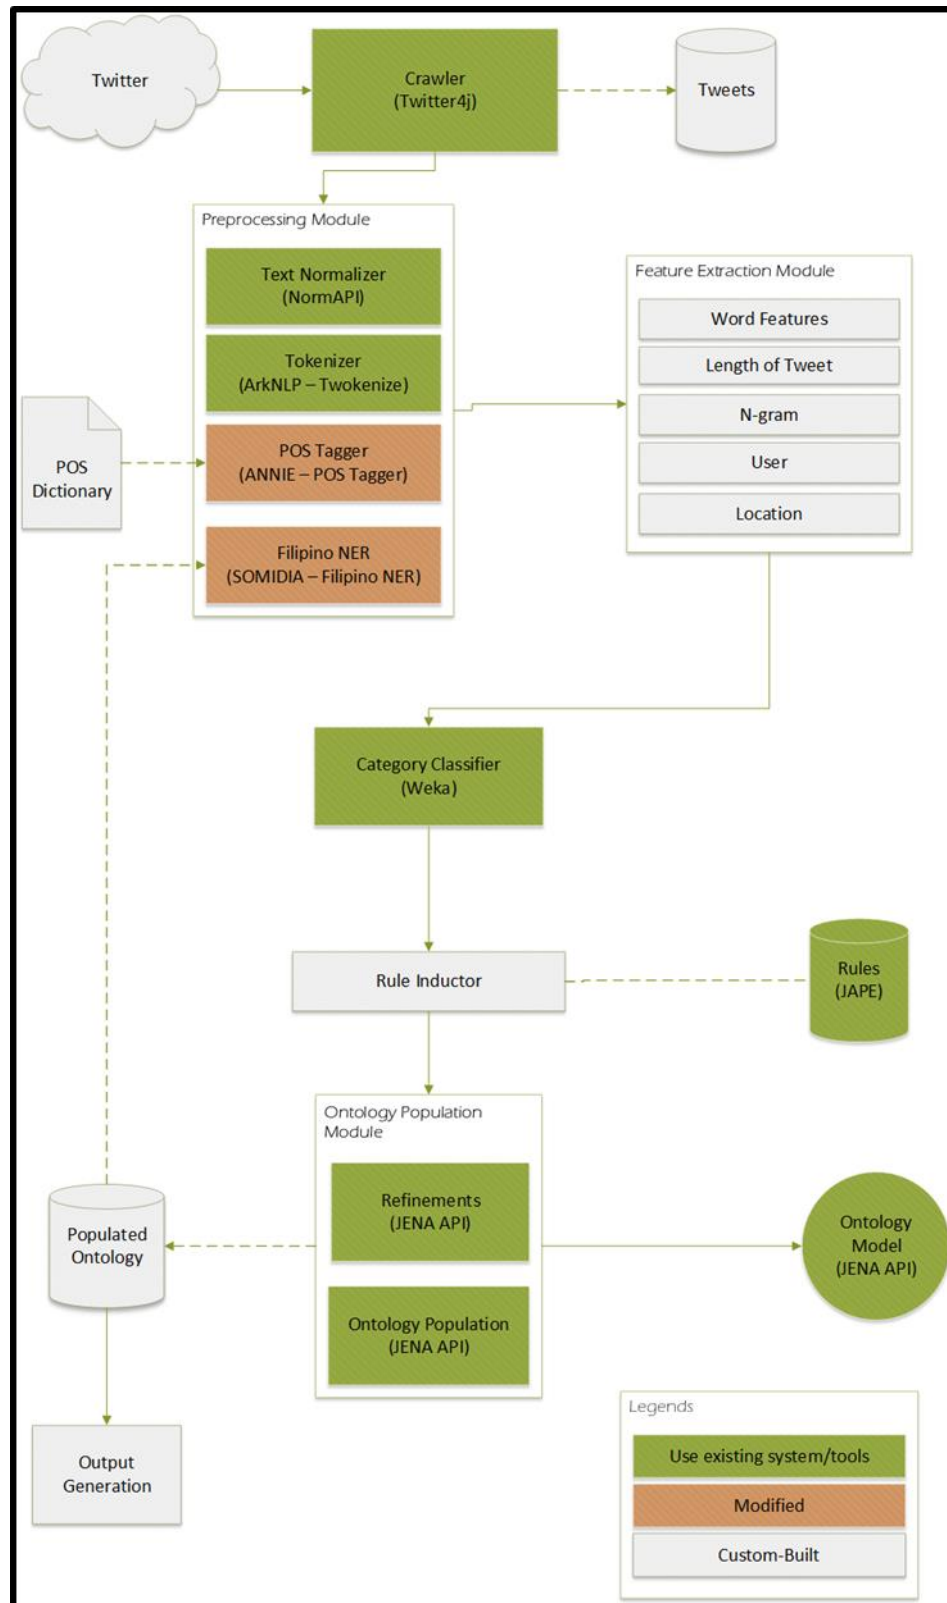 Twitter
Crawler
(Twitter4j)
Tweets
Preprocessing Module
Text Normalizer
(NormAPI)
Tokenizer
(ArkNLP – Twokenize)
POS Tagger
(ANNIE – POS Tagger)
Filipino NER
(SOMIDIA – Filipino NER)
POS
Dictionary
Feature Extraction Module
Word Features
Length of Tweet
N-gram
User
Location
Category Classifier
(Weka)
Rule Inductor
Rules
(JAPE)
Ontology Population
Module
Refinements
(JENA API)
Ontology Population
(JENA API)
Populated
Ontology
Ontology
Model
(JENA API)
Output
Generation
Legends
Use existing system/tools
Modified
Custom-Built